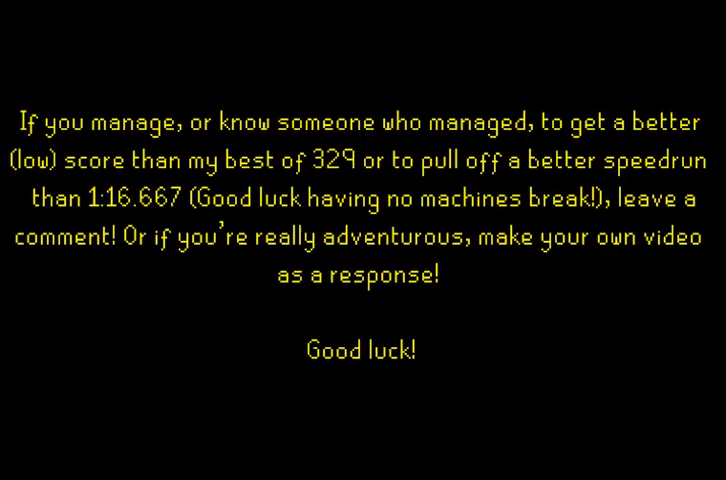 If you manage, or know someone who managed, to get a better
(low) score than my best of 329 or to pull off a better speedrun
than 1:16.667 (Good luck having no machines break!), leave a
comment! Or if you're really adventurous, make your own video
as a response!
Good luck!